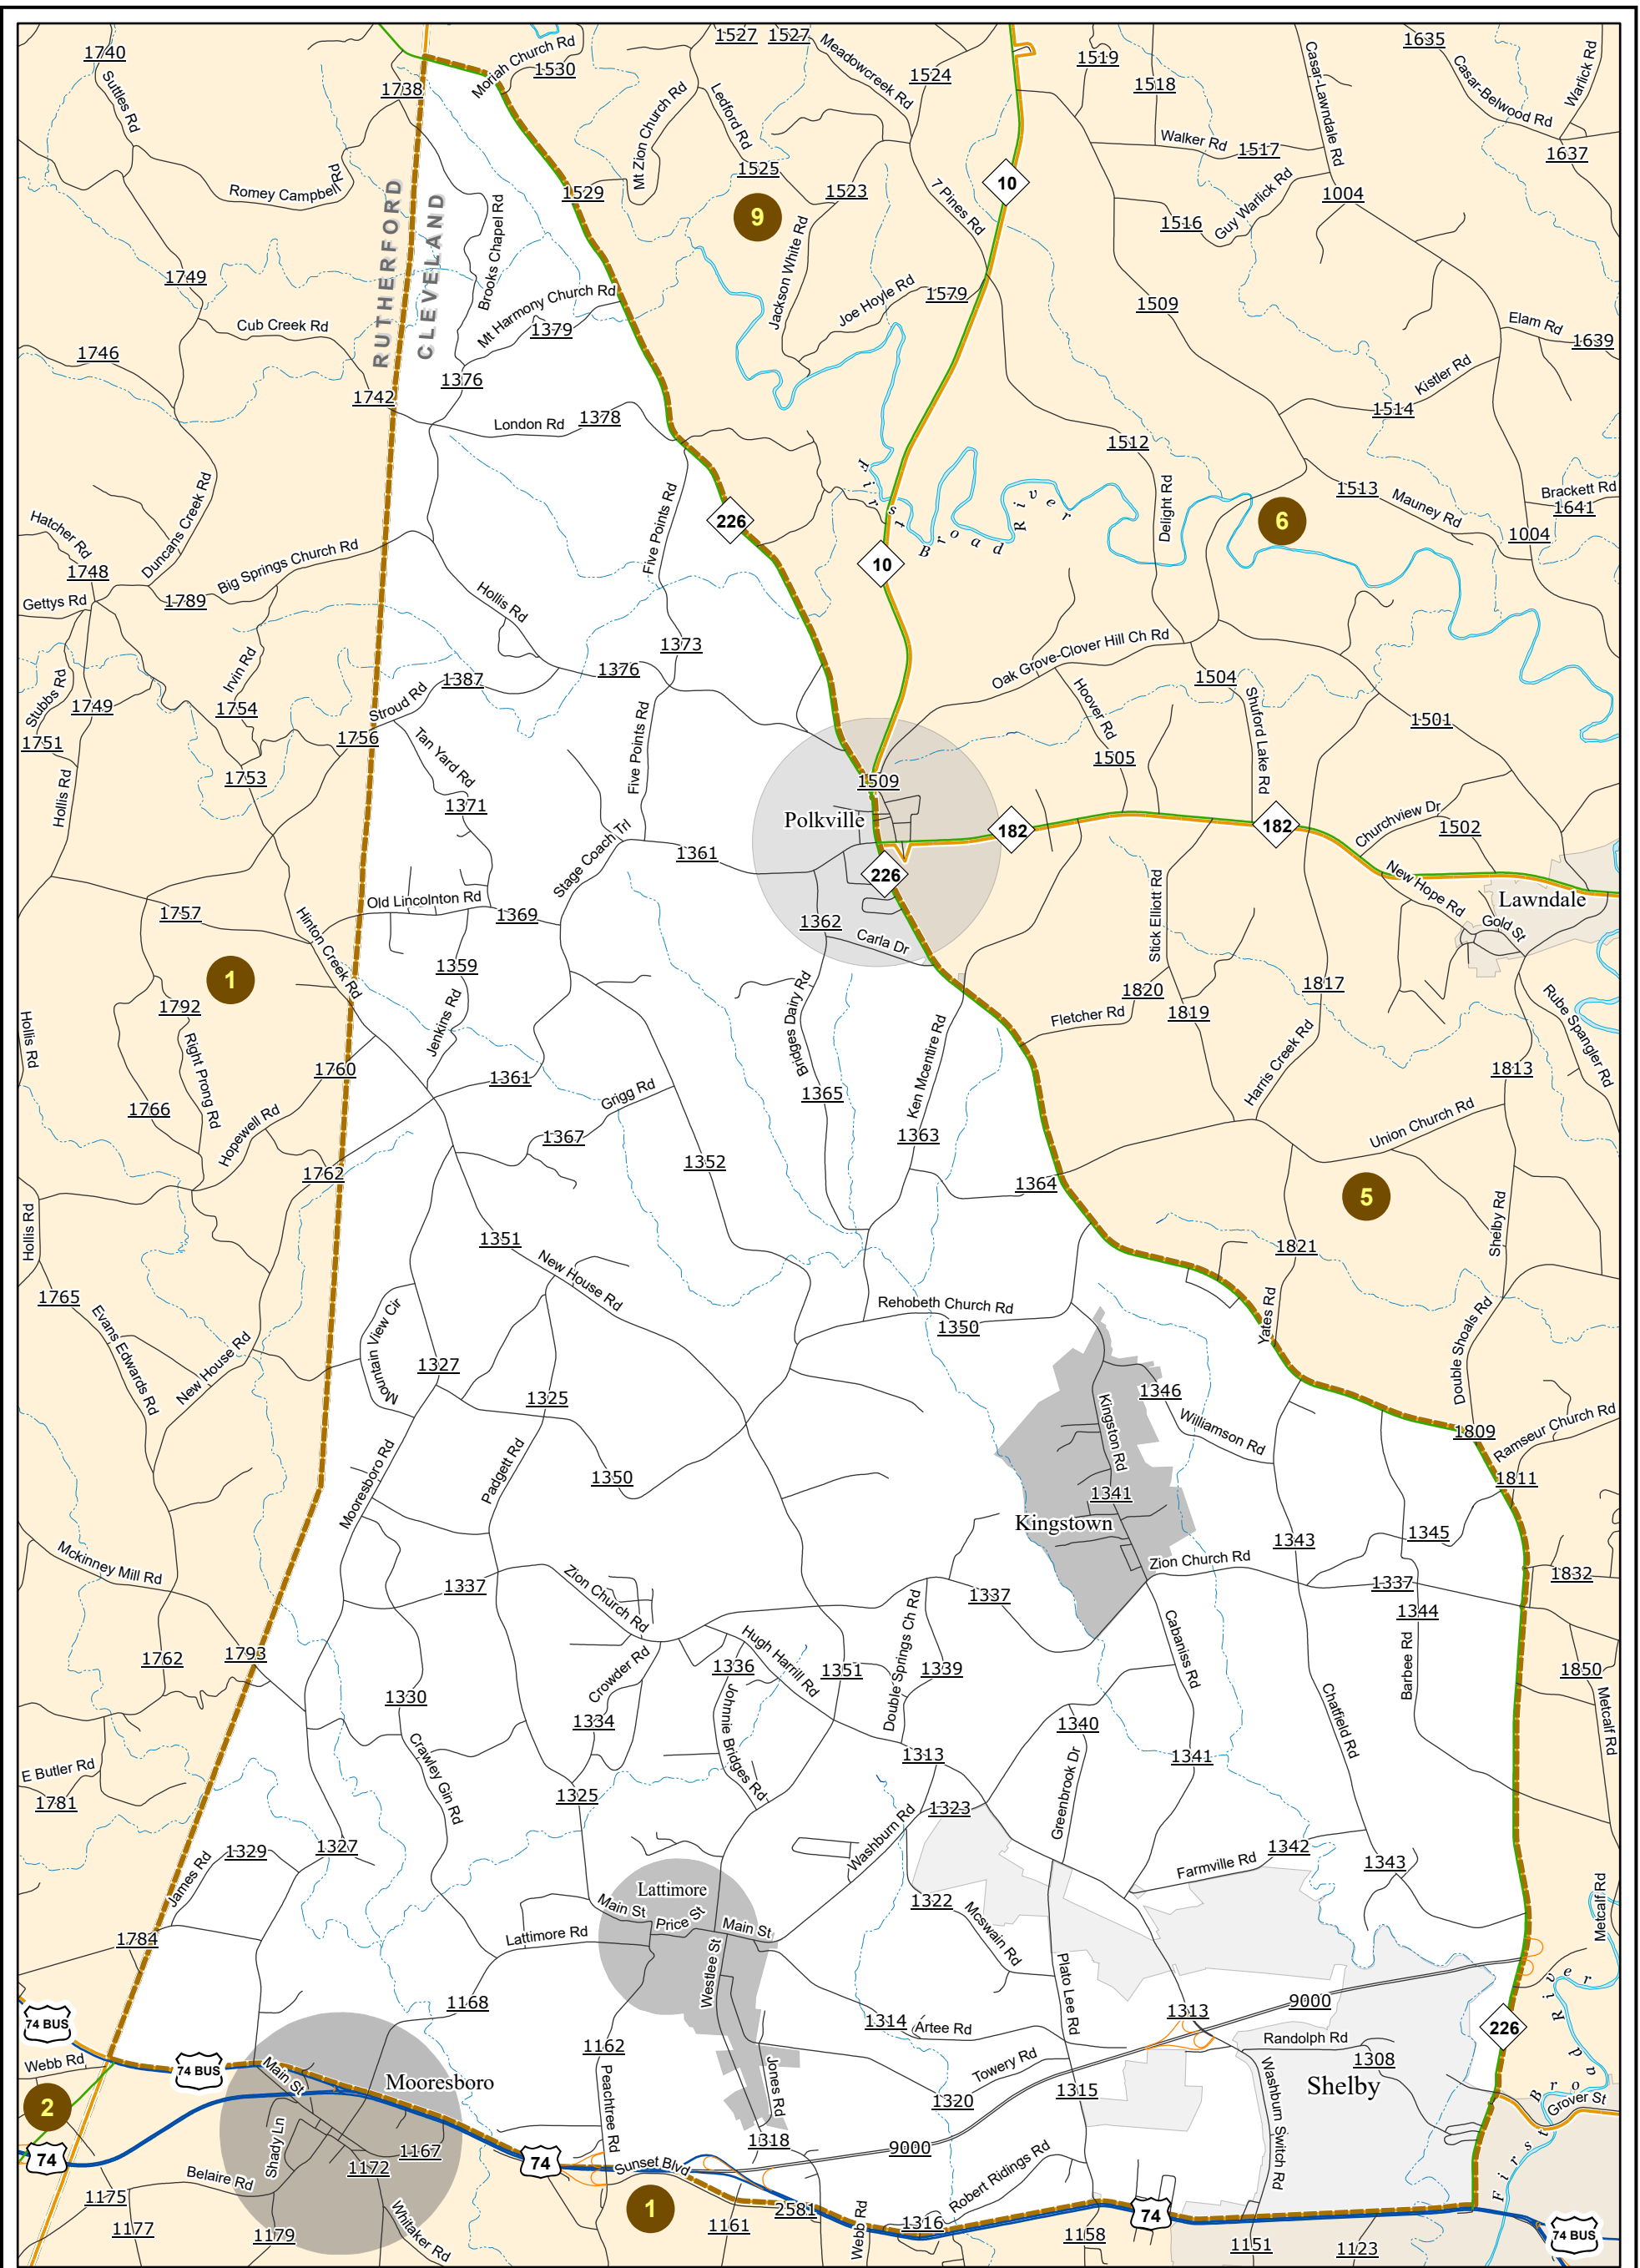 1740
1527
1527
1635
Moriah Church Rd
1530
Meadowcreek Rd
1524
1519
1518
Casar-Lawndale Rd
Casar-Belwood Rd
Warlick Rd
Suttles Rd
1738
Mt Zion Church Rd
Ledford Rd
Walker Rd
1517
1637
1525
10
Romey Campbell Rd
RUTHERFORD
CLEVELAND
1529
1523
7 Pines Rd
Guy Warlick Rd
1004
9
1516
Brooks Chapel Rd
Jackson White Rd
1749
Joe Hoyle Rd
1579
1509
Cub Creek Rd
Mt Harmony Church Rd
1379
Elam Rd
1639
1746
1376
Kistler Rd
1742
1514
London Rd
1378
1512
First Broad River
1513
Mauney Rd
Brackett Rd
1641
Hatcher Rd
Duncans Creek Rd
Five Points Rd
226
Delight Rd
6
1004
1748
Big Springs Church Rd
10
Gettys Rd
1789
Hollis Rd
1373
Irvin Rd
1376
Oak Grove-Clover Hill Ch Rd
Stubbs Rd
1749
1754
Stroud Rd
1387
1504
Hoover Rd
Shuford Lake Rd
1501
1751
1756
Tan Yard Rd
Five Points Rd
1505
Hollis Rd
1753
1509
1371
Polkville
182
182
Churchview Dr
1502
Stage Coach Trl
1361
226
New Hope Rd
Lawndale
1757
Old Lincolnton Rd
1369
1362
Carla Dr
Stick Elliott Rd
Gold St
Hinton Creek Rd
1359
1
Bridges Dairy Rd
1820
1817
1792
Jenkins Rd
Fletcher Rd
1819
Rube Spangler Rd
Hollis Rd
Right Prong Rd
Ken Mcentire Rd
Harris Creek Rd
1760
1361
Grigg Rd
1365
1813
1766
Hopewell Rd
1367
1363
Union Church Rd
1762
1352
1364
5
Hollis Rd
1351
New House Rd
1821
Shelby Rd
1765
Evans Edwards Rd
Mountain View Cir
Rehobeth Church Rd
1350
Yates Rd
Double Shoals Rd
New House Rd
1327
1325
1346
Kingston Rd
Williamson Rd
1809
Ramseur Church Rd
Mooresboro Rd
Padgett Rd
1350
1341
1811
Kingstown
1343
1345
Mckinney Mill Rd
1337
Zion Church Rd
Zion Church Rd
1337
1337
1832
1344
Double Springs Ch Rd
Cabaniss Rd
Hugh Harrill Rd
1762
1793
Crowder Rd
1336
1351
1339
Barbee Rd
1850
1330
1334
Johnnie Bridges Rd
1340
Chatfield Rd
Metcalf Rd
Crawley Gin Rd
1313
1341
E Butler Rd
1781
1325
Greenbrook Dr
1323
Washburn Rd
1329
1327
1342
Farmville Rd
1343
James Rd
Lattimore
Main St
Price St
Main St
1322
Mcswain Rd
Metcalf Rd
1784
Lattimore Rd
Westlee St
Plato Lee Rd
1168
1314
Artee Rd
1313
9000
First Broad River
74 BUS
226
Webb Rd
74 BUS
Main St
1162
Randolph Rd
1308
Mooresboro
Peachtree Rd
Jones Rd
Towery Rd
1320
1315
Shelby
Washburn Switch Rd
Grover St
2
74
Shady Ln
1167
1172
74
Sunset Blvd
1318
9000
Robert Ridings Rd
Belaire Rd
1175
1177
1179
Whitaker Rd
1
1161
2581
Webb Rd
1316
1158
74
1151
1123
74 BUS